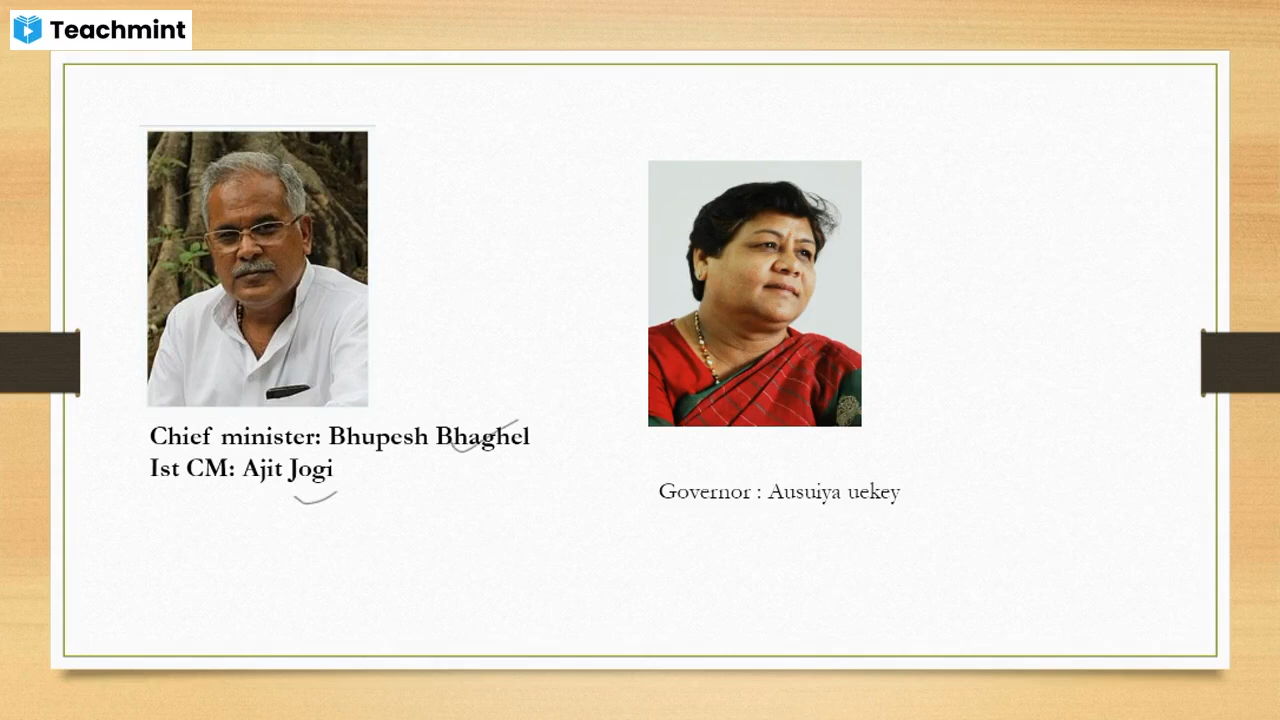 Teachmint
Chief minister: Bhupesh Bhaghel
Ist CM: Ajit Jogi
Governor : Ausuiya uekey